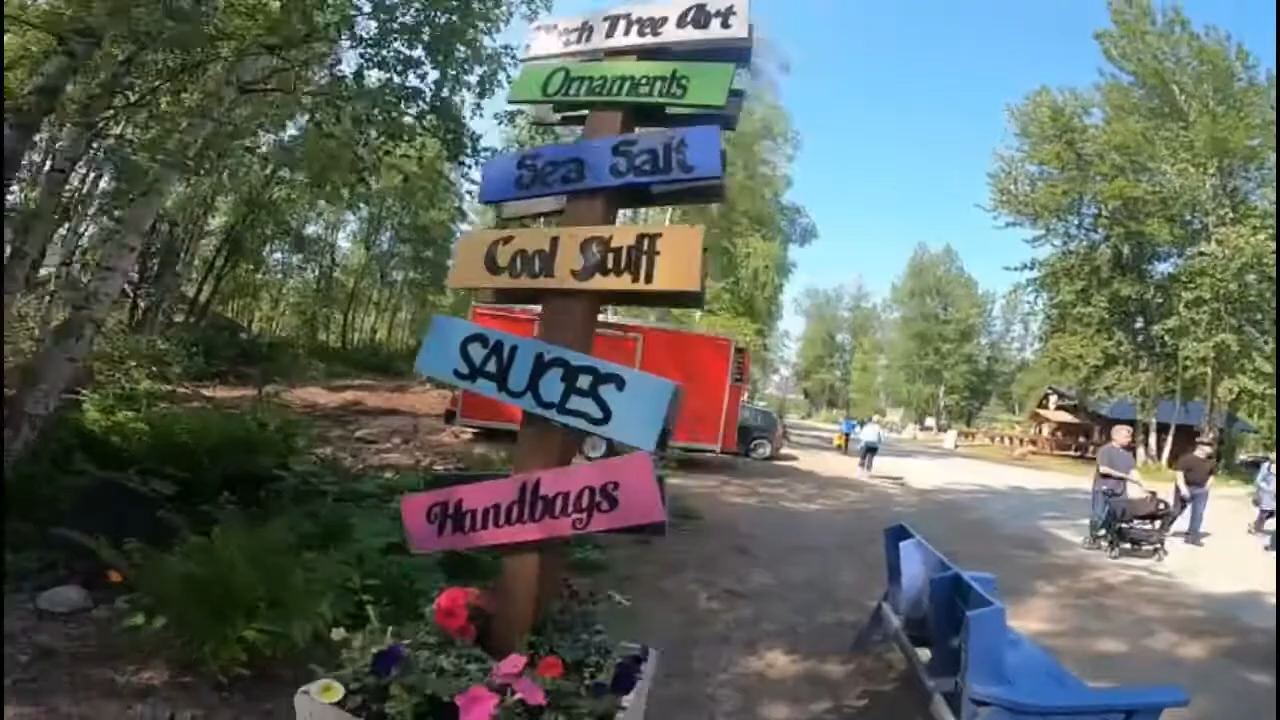 Tree Art
Ornaments
Sea Salt
Cool Stuff
SAUCES
Handbags